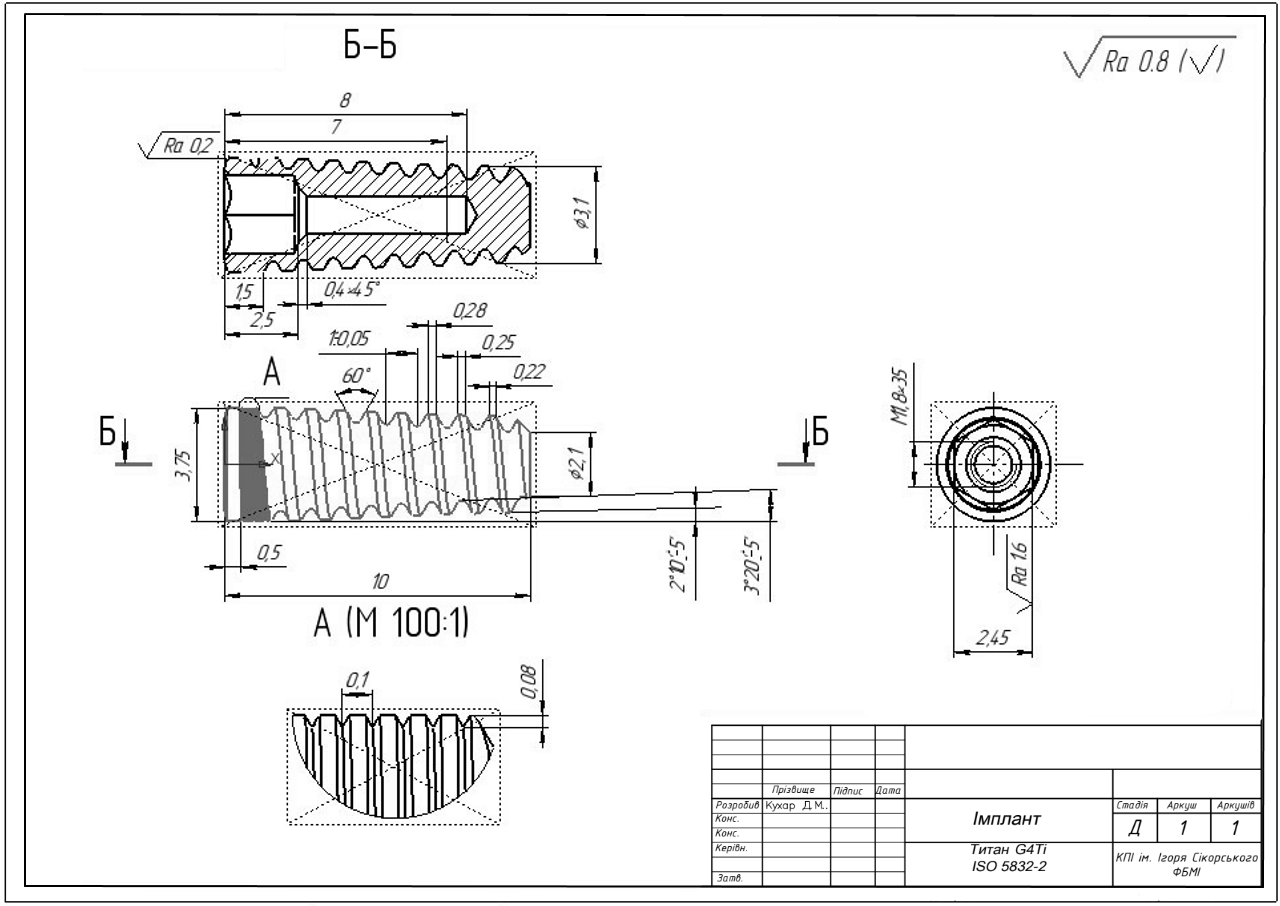 Б-Б
Ra 0.8 (√)
8
7
Ra 0,2
⌀3,1
1,5
0,4×45°
2,5
0,28
1:0,05
0,25
А
60°
0,22
Б
Б
3,75
X
⌀2,1
М1,8×35
0,5
2°10'±5'
3°20'±5'
10
Ra 1.6
А (М 100:1)
2,45
0,1
0,08
Прізвище Підпис Дата
Розробив Кухар Д.М..
Імплант
Стадія Аркуш Аркушів
Конс.
Д 1 1
Конс.
Керівн.
Титан G4Ti
ISO 5832-2
КПІ ім. Ігоря Сікорського
ФБМІ
Затв.